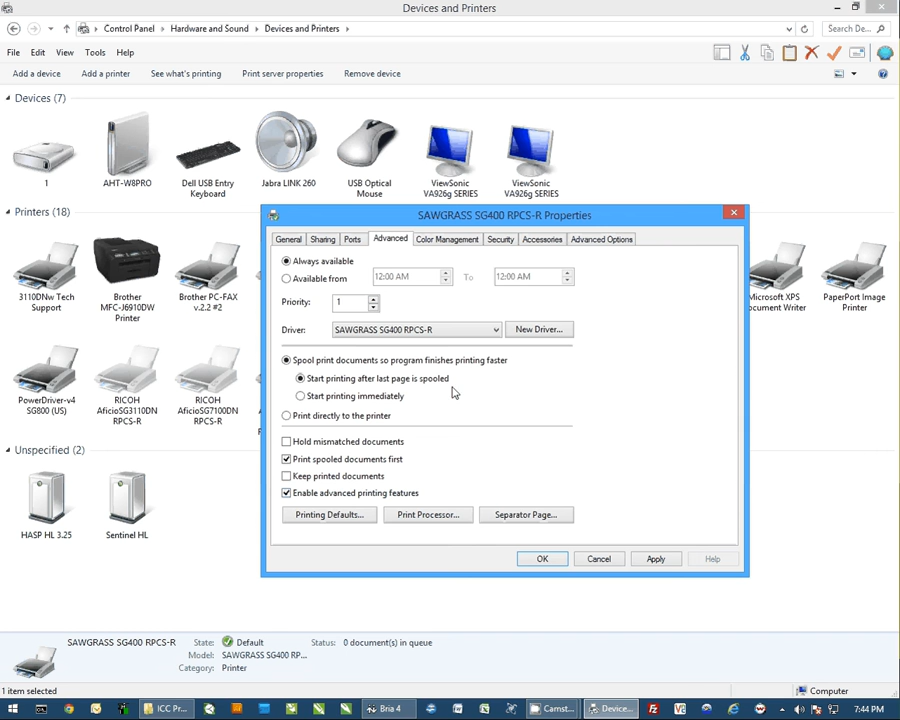 Devices and Printers
Control Panel
Hardware and Sound
Devices and Printers
Search De...
File Edit View Tools Help
Add a device Add a printer See what's printing Print server properties Remove device
Devices (7)
1
AHT-W8PRO
Dell USB Entry
Keyboard
Jabra LINK 260
USB Optical
Mouse
ViewSonic
VA926g SERIES
ViewSonic
VA926g SERIES
Printers (18)
3110DNw Tech
Support
Brother
MFC-J6910DW
Printer
Brother PC-FAX
v.2.2 #2
Microsoft XPS
PaperPort Image
Printer
PowerDriver-v4
SG800 (US)
RICOH
AficioSG3110DN
RPCS-R
RICOH
AficioSG7100DN
RPCS-R
Unspecified (2)
HASP HL 3.25
Sentinel HL
SAWGRASS SG400 RPCS-R Properties
General Sharing Ports Advanced Color Management Security Accessories Advanced Options
Always available
Available from 12:00 AM To 12:00 AM
Priority: 1
Driver: SAWGRASS SG400 RPCS-R New Driver...
Spool print documents so program finishes printing faster
Start printing after last page is spooled
Start printing immediately
Print directly to the printer
Hold mismatched documents
Print spooled documents first
Keep printed documents
Enable advanced printing features
Printing Defaults... Print Processor... Separator Page...
OK Cancel Apply Help
SAWGRASS SG400 RPCS-R State: Default Status: 0 document(s) in queue
Model: SAWGRASS SG400 RP...
Category: Printer
1 item selected
Computer
ICC Pr...
Bria 4
Camst...
Device...
7:44 PM